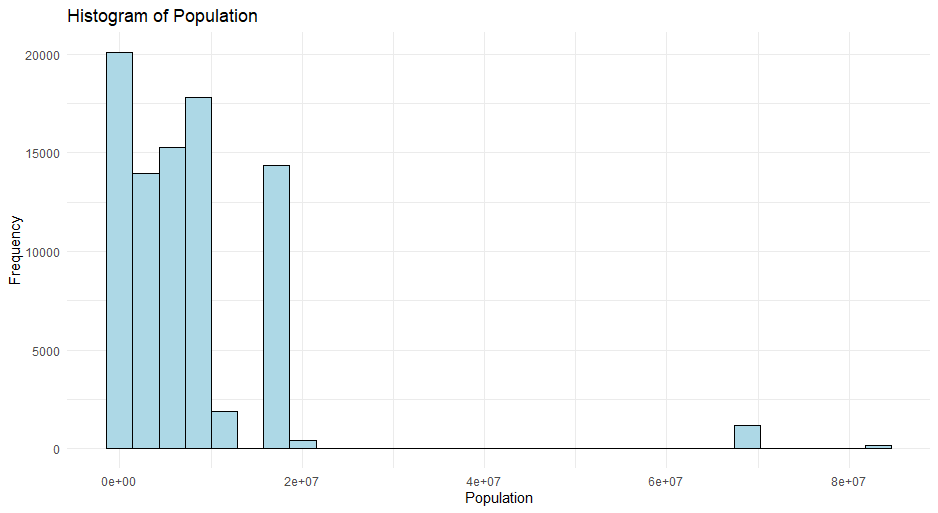 Histogram of Population
20000
15000
10000
5000
0
Frequency
0e+00 2e+07 4e+07 6e+07 8e+07
Population